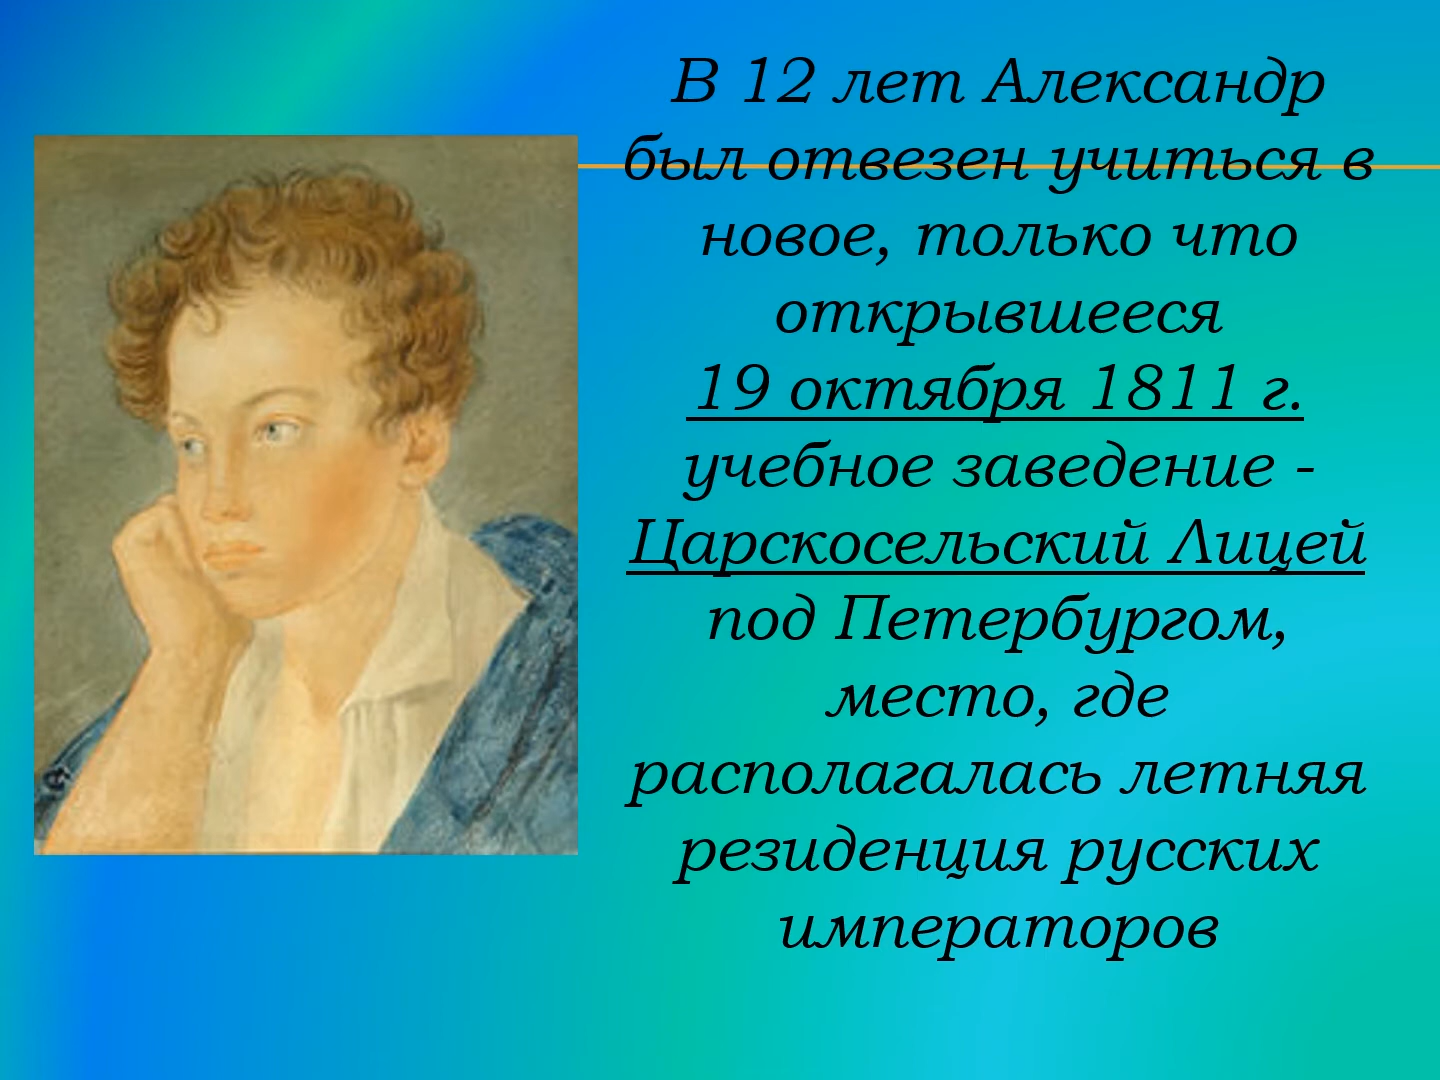 В 12 лет Александр
был отвезен учиться в
новое, только что
открывшееся
19 октября 1811 г.
учебное заведение -
Царскосельский Лицей
под Петербургом,
место, где
располагалась летняя
резиденция русских
императоров